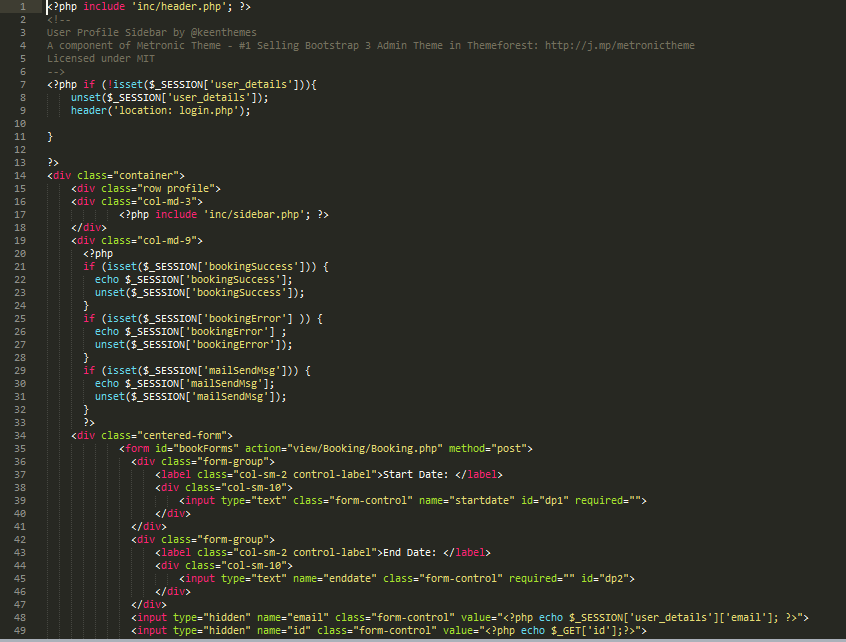 1 <?php include 'inc/header.php'; ?>
2 <!--
3 User Profile Sidebar by @keenthemes
4 A component of Metronic Theme - #1 Selling Bootstrap 3 Admin Theme in Themeforest: http://j.mp/metronictheme
5 Licensed under MIT
6 -->
7 <?php if (!isset($_SESSION['user_details'])){
8 unset($_SESSION['user_details']);
9 header('location: login.php');
10
11 }
12
13 ?>
14 <div class="container">
15 <div class="row profile">
16 <div class="col-md-3">
17 <?php include 'inc/sidebar.php'; ?>
18 </div>
19 <div class="col-md-9">
20 <?php
21 if (isset($_SESSION['bookingSuccess'])) {
22 echo $_SESSION['bookingSuccess'];
23 unset($_SESSION['bookingSuccess']);
24 }
25 if (isset($_SESSION['bookingError'] )) {
26 echo $_SESSION['bookingError'] ;
27 unset($_SESSION['bookingError']);
28 }
29 if (isset($_SESSION['mailSendMsg'])) {
30 echo $_SESSION['mailSendMsg'];
31 unset($_SESSION['mailSendMsg']);
32 }
33 ?>
34 <div class="centered-form">
35 <form id="bookForms" action="view/Booking/Booking.php" method="post">
36 <div class="form-group">
37 <label class="col-sm-2 control-label">Start Date: </label>
38 <div class="col-sm-10">
39 <input type="text" class="form-control" name="startdate" id="dp1" required="">
40 </div>
41 </div>
42 <div class="form-group">
43 <label class="col-sm-2 control-label">End Date: </label>
44 <div class="col-sm-10">
45 <input type="text" name="enddate" class="form-control" required="" id="dp2">
46 </div>
47 </div>
48 <input type="hidden" name="email" class="form-control" value="<?php echo $_SESSION['user_details']['email']; ?>">
49 <input type="hidden" name="id" class="form-control" value="<?php echo $_GET['id'];?>">